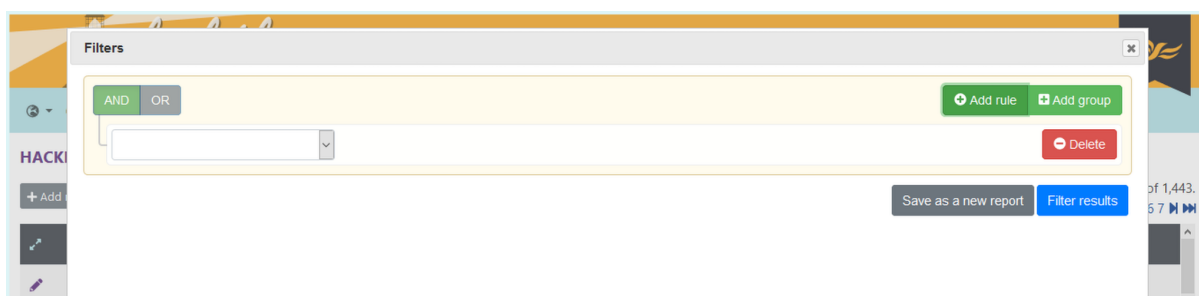 Filters
AND OR
Add rule Add group
Delete
HACK
Add
Save as a new report Filter results
of 1,443.
6 7